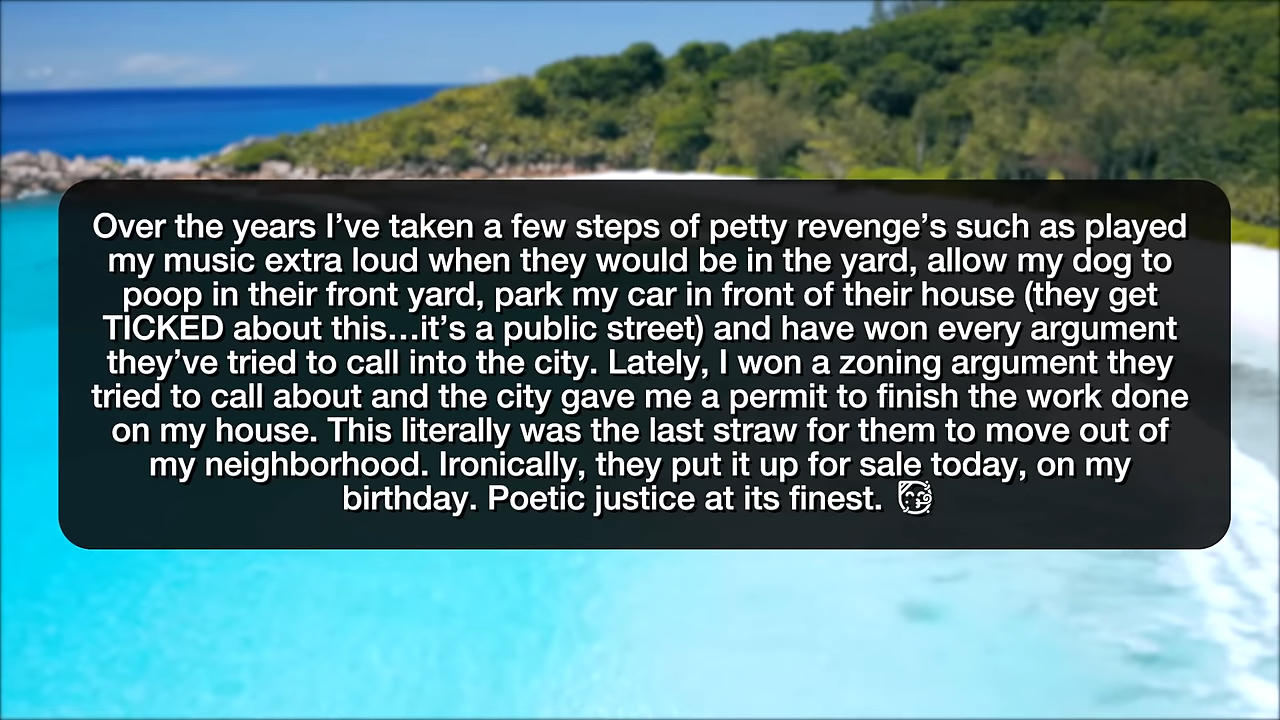 Over the years I’ve taken a few steps of petty revenge’s such as played
my music extra loud when they would be in the yard, allow my dog to
poop in their front yard, park my car in front of their house (they get
TICKED about this…it’s a public street) and have won every argument
they’ve tried to call into the city. Lately, I won a zoning argument they
tried to call about and the city gave me a permit to finish the work done
on my house. This literally was the last straw for them to move out of
my neighborhood. Ironically, they put it up for sale today, on my
birthday. Poetic justice at its finest.